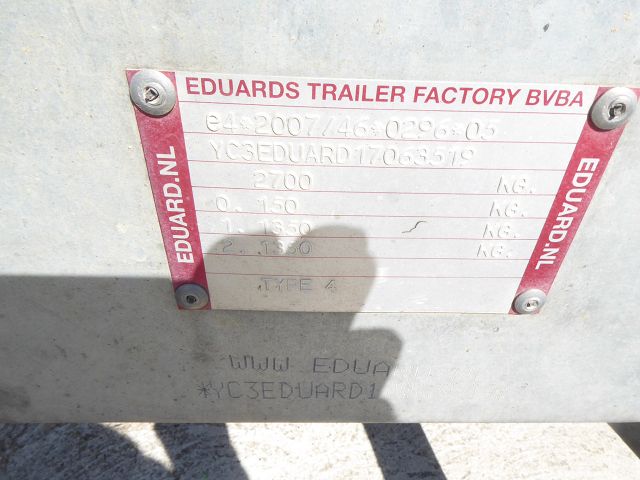 EDUARDS TRAILER FACTORY BVBA
EDUARD.NL
e4*2007/46*0296*05
YC3EDUARD17063519
2700 KG.
0. 150 KG.
1. 1350 KG.
2. 1350 KG.
TYPE 4
EDUARD.NL
WWW EDUA
*YC3EDUARD1